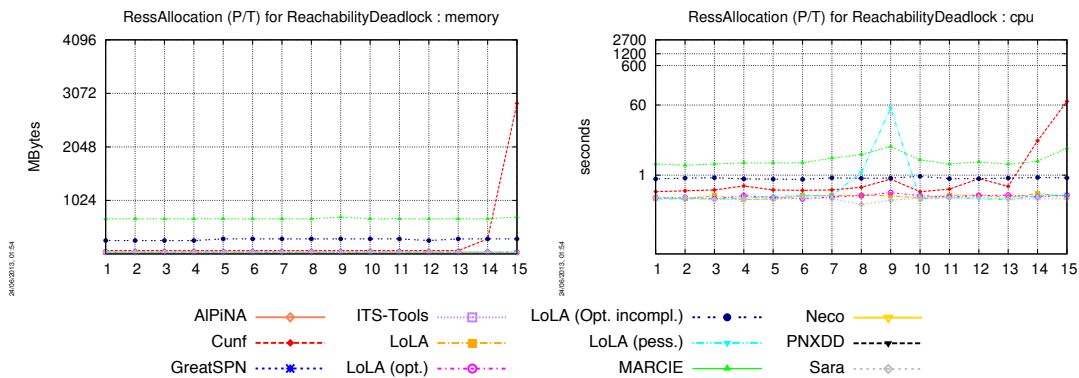 RessAllocation (P/T) for ReachabilityDeadlock : memory
4096
3072
2048
1024
MBytes
1 2 3 4 5 6 7 8 9 10 11 12 13 14 15
24/06/2013, 01:54
RessAllocation (P/T) for ReachabilityDeadlock : cpu
2700
1200
600
60
1
seconds
1 2 3 4 5 6 7 8 9 10 11 12 13 14 15
24/06/2013, 01:54
AlPiNA ITS-Tools LoLA (Opt. incompl.) Neco
Cunf LoLA LoLA (pess.) PNXDD
GreatSPN LoLA (opt.) MARCIE Sara